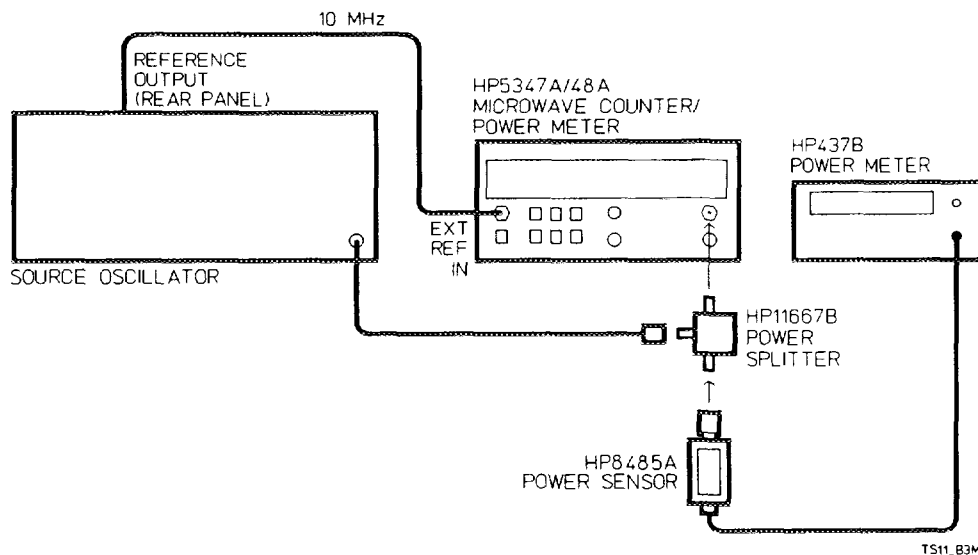 10 MHz
REFERENCE
OUTPUT
(REAR PANEL)
HP5347A/48A
MICROWAVE COUNTER/
POWER METER
HP437B
POWER METER
EXT
REF
IN
SOURCE OSCILLATOR
HP11667B
POWER
SPLITTER
HP8485A
POWER SENSOR
TS11_B3M